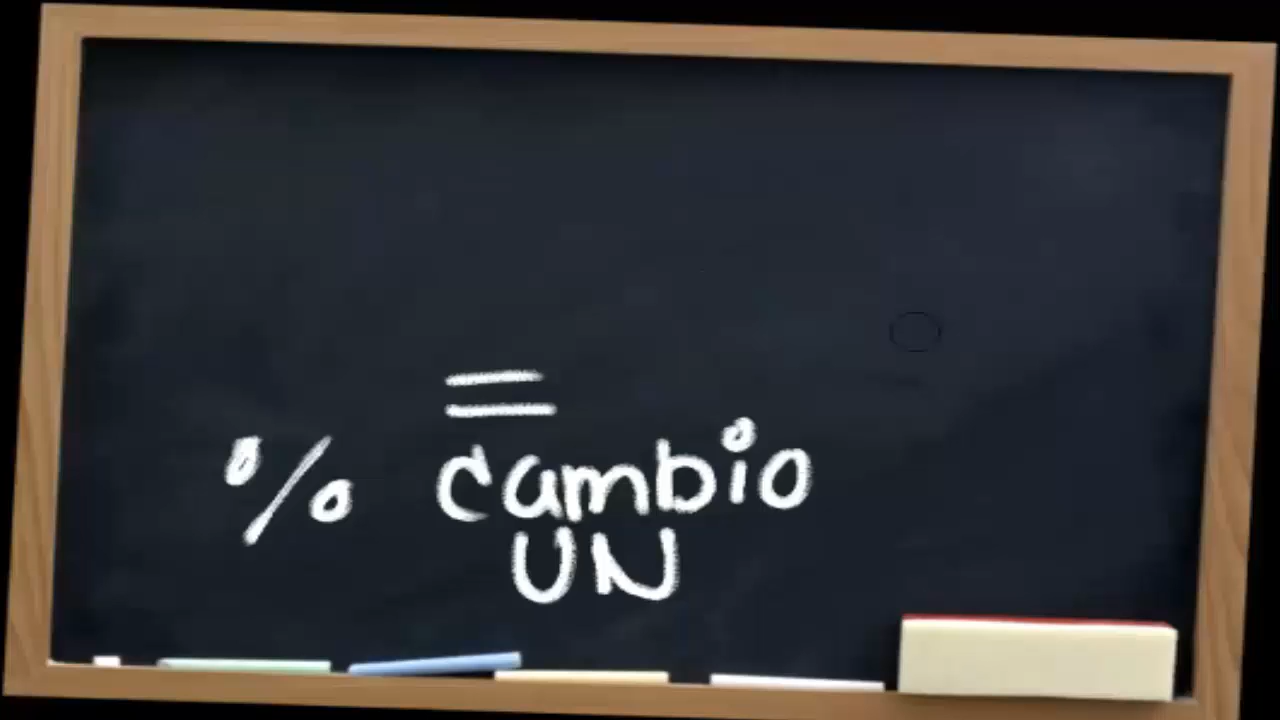 =
% cambio
UN